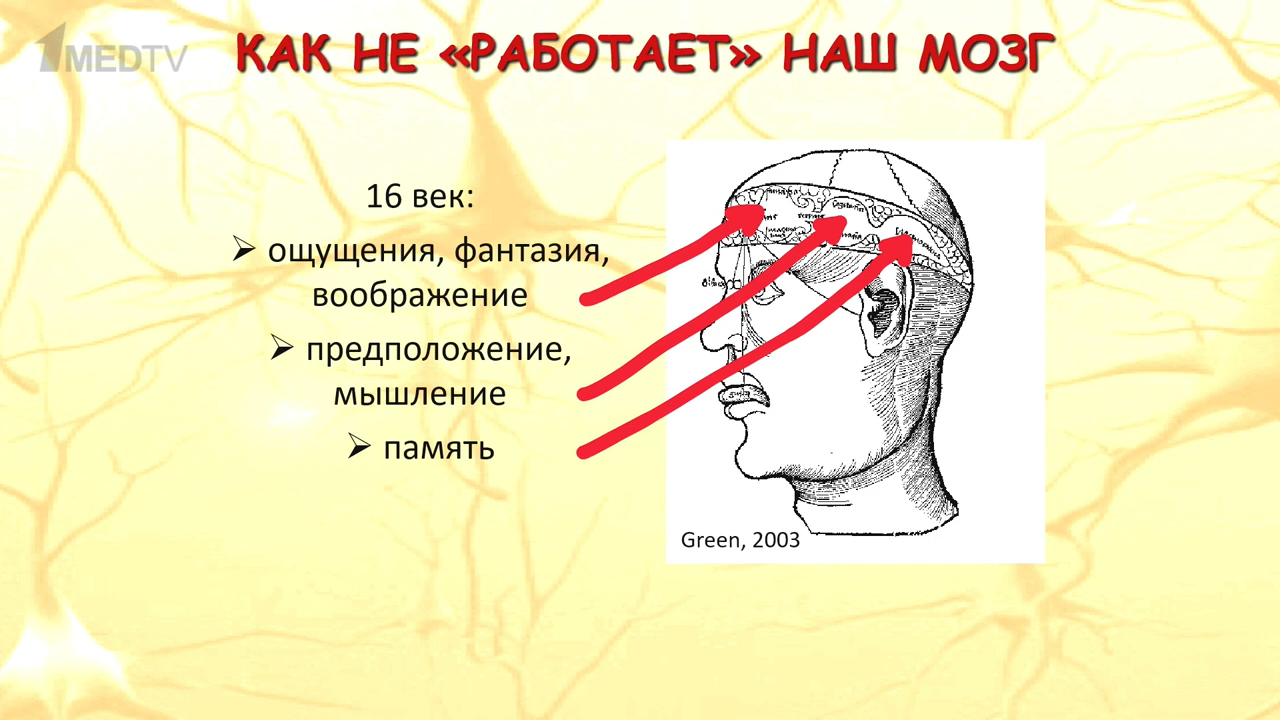 1MEDTV
КАК НЕ «РАБОТАЕТ» НАШ МОЗГ
16 век:
➢ ощущения, фантазия,
воображение
➢ предположение,
мышление
➢ память
Green, 2003